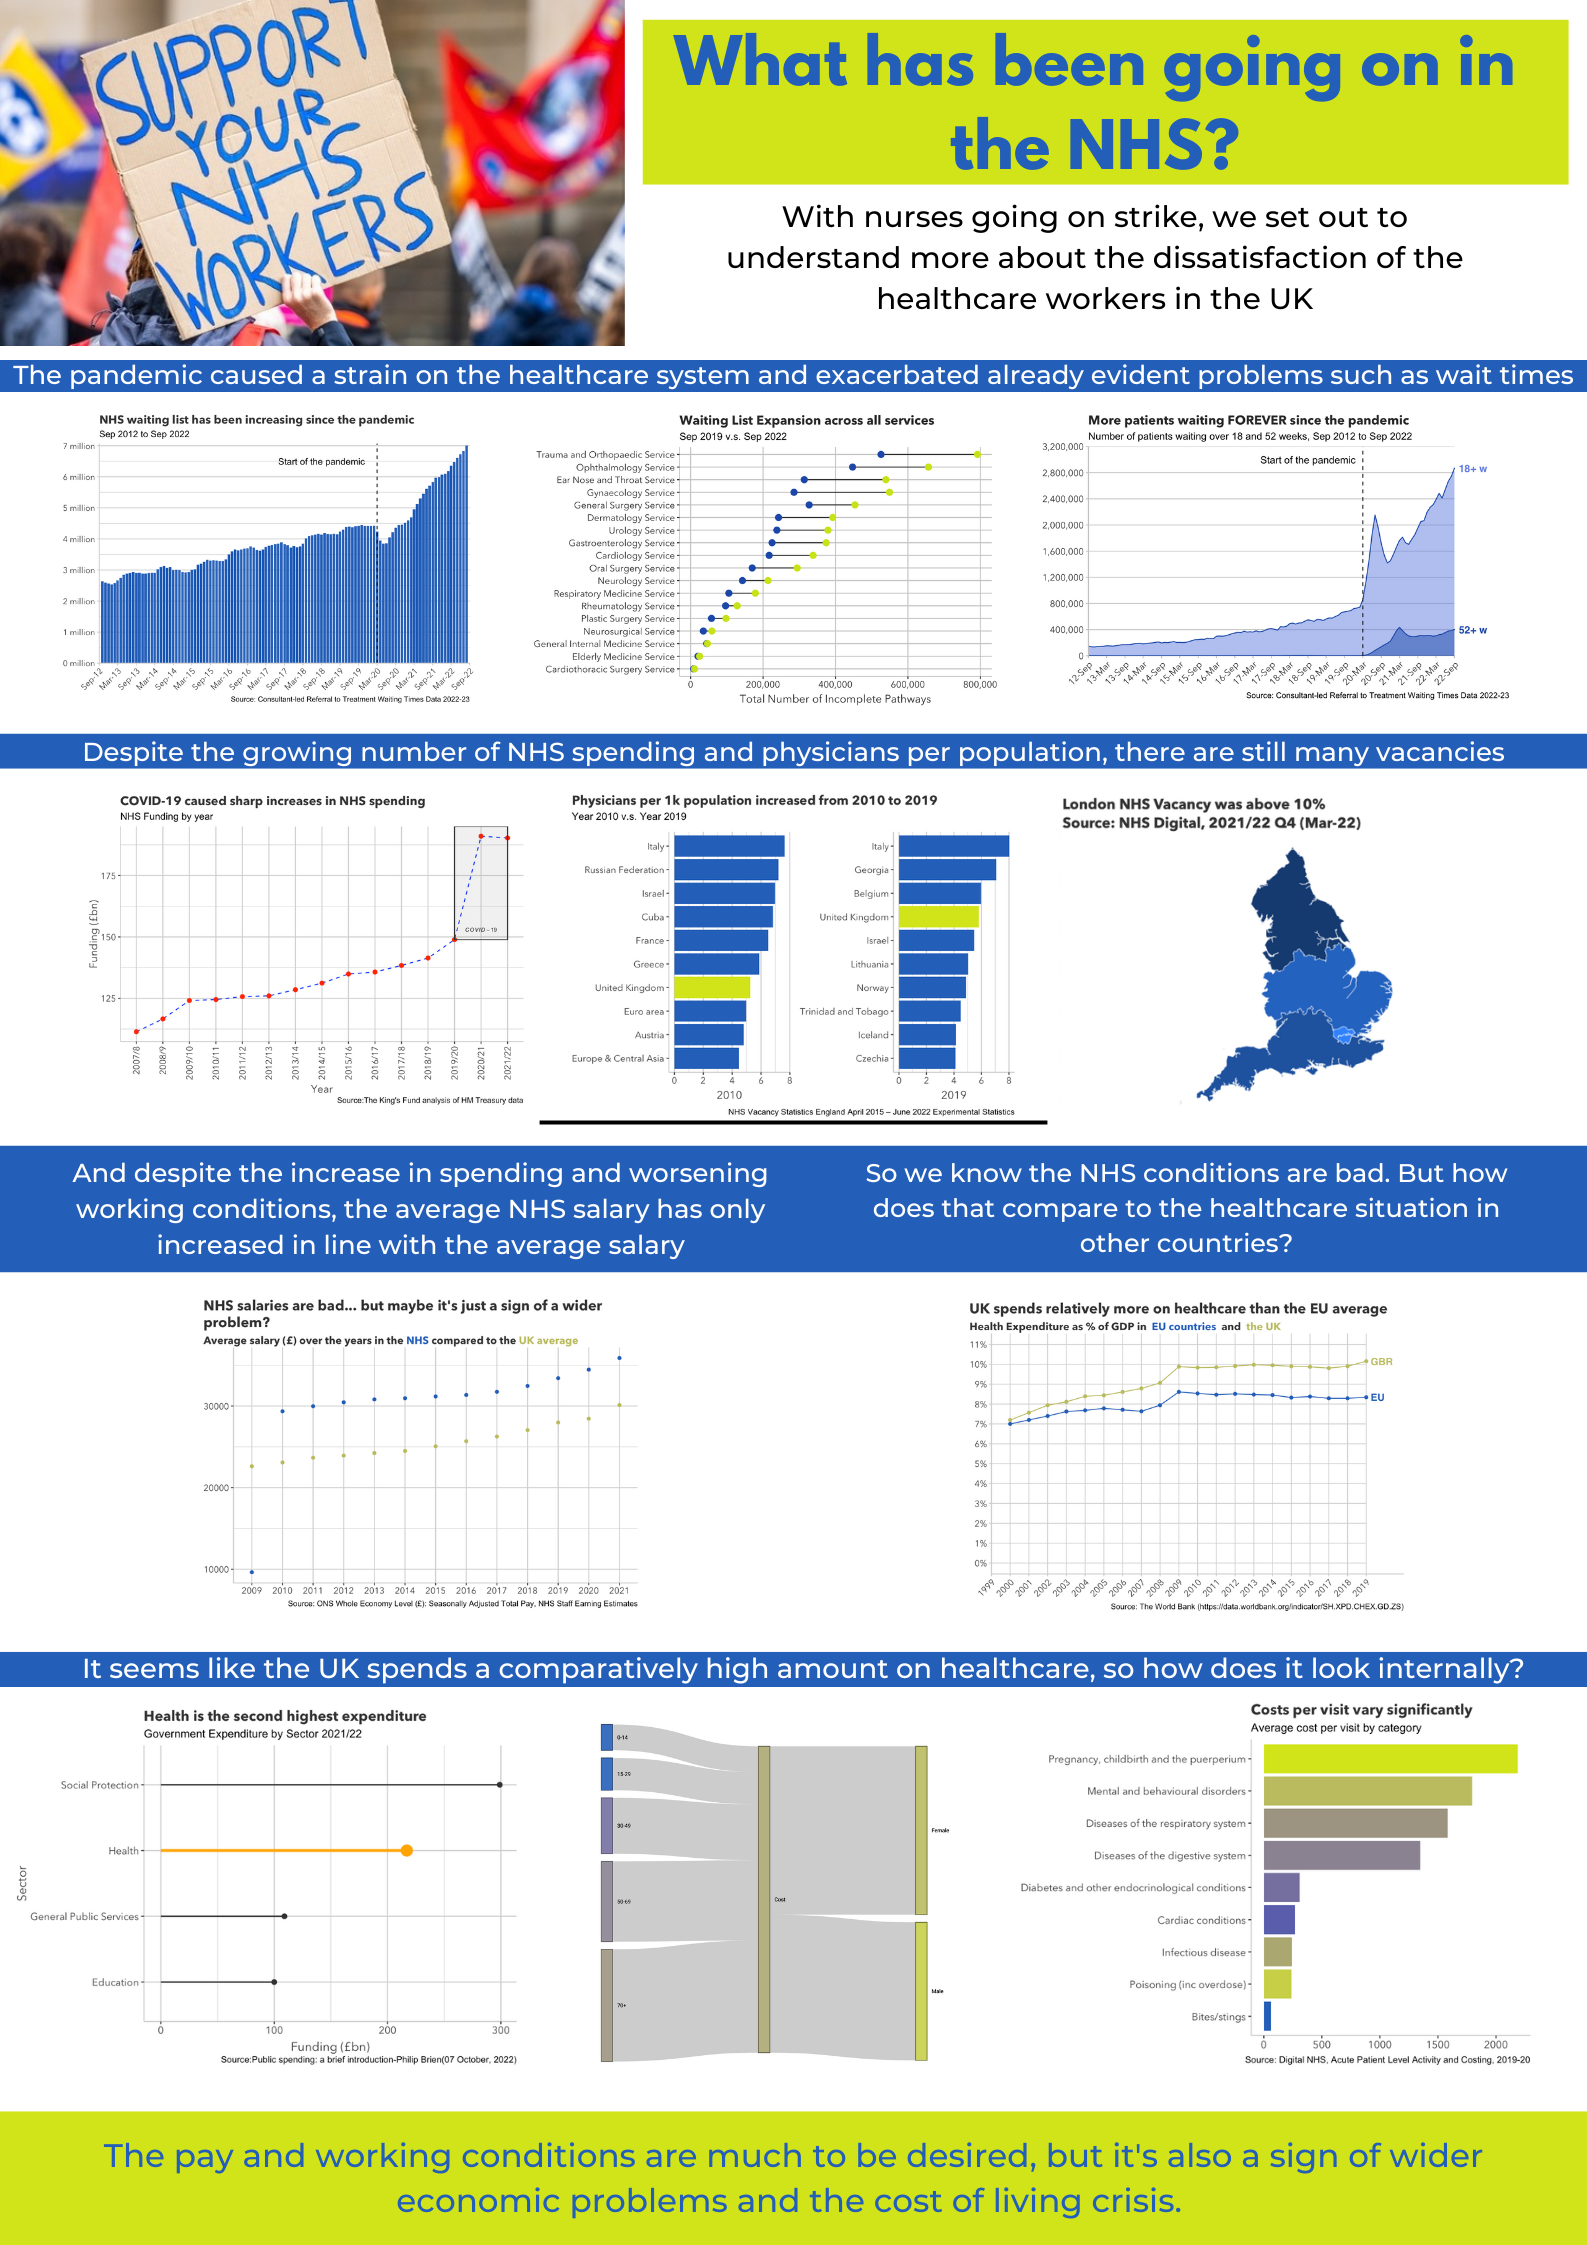 SUPPORT
YOUR
NHS
WORKERS
What has been going on in
the NHS?
With nurses going on strike, we set out to
understand more about the dissatisfaction of the
healthcare workers in the UK
The pandemic caused a strain on the healthcare system and exacerbated already evident problems such as wait times
NHS waiting list has been increasing since the pandemic
Sep 2012 to Sep 2022
7 million
6 million
5 million
4 million
3 million
2 million
1 million
0 million
Start of the pandemic
Sep-12
Mar-13
Sep-13
Mar-14
Sep-14
Mar-15
Sep-15
Mar-16
Sep-16
Mar-17
Sep-17
Mar-18
Sep-18
Mar-19
Sep-19
Mar-20
Sep-20
Mar-21
Sep-21
Mar-22
Sep-22
Source: Consultant-led Referral to Treatment Waiting Times Data 2022-23
Waiting List Expansion across all services
Sep 2019 v.s. Sep 2022
Trauma and Orthopaedic Service
Ophthalmology Service
Ear Nose and Throat Service
Gynaecology Service
General Surgery Service
Dermatology Service
Urology Service
Gastroenterology Service
Cardiology Service
Oral Surgery Service
Neurology Service
Respiratory Medicine Service
Rheumatology Service
Plastic Surgery Service
Neurosurgical Service
General Internal Medicine Service
Elderly Medicine Service
Cardiothoracic Surgery Service
0 200,000 400,000 600,000 800,000
Total Number of Incomplete Pathways
More patients waiting FOREVER since the pandemic
Number of patients waiting over 18 and 52 weeks, Sep 2012 to Sep 2022
3,200,000
2,800,000
2,400,000
2,000,000
1,600,000
1,200,000
800,000
400,000
0
Start of the pandemic
18+ w
52+ w
12-Sep
13-Mar
13-Sep
14-Mar
14-Sep
15-Mar
15-Sep
16-Mar
16-Sep
17-Mar
17-Sep
18-Mar
18-Sep
19-Mar
19-Sep
20-Mar
20-Sep
21-Mar
21-Sep
22-Mar
22-Sep
Source: Consultant-led Referral to Treatment Waiting Times Data 2022-23
Despite the growing number of NHS spending and physicians per population, there are still many vacancies
COVID-19 caused sharp increases in NHS spending
NHS Funding by year
Funding (£bn)
175
150
125
COVID - 19
2007/8
2008/9
2009/10
2010/11
2011/12
2012/13
2013/14
2014/15
2015/16
2016/17
2017/18
2018/19
2019/20
2020/21
2021/22
Year
Source:The King's Fund analysis of HM Treasury data
Physicians per 1k population increased from 2010 to 2019
Year 2010 v.s. Year 2019
Italy
Russian Federation
Israel
Cuba
France
Greece
United Kingdom
Euro area
Austria
Europe & Central Asia
0 2 4 6 8
2010
Italy
Georgia
Belgium
United Kingdom
Israel
Lithuania
Norway
Trinidad and Tobago
Iceland
Czechia
0 2 4 6 8
2019
NHS Vacancy Statistics England April 2015 – June 2022 Experimental Statistics
London NHS Vacancy was above 10%
Source: NHS Digital, 2021/22 Q4 (Mar-22)
And despite the increase in spending and worsening
working conditions, the average NHS salary has only
increased in line with the average salary
So we know the NHS conditions are bad. But how
does that compare to the healthcare situation in
other countries?
NHS salaries are bad... but maybe it's just a sign of a wider
problem?
Average salary (£) over the years in the NHS compared to the UK average
30000
20000
10000
2009 2010 2011 2012 2013 2014 2015 2016 2017 2018 2019 2020 2021
Source: ONS Whole Economy Level (£): Seasonally Adjusted Total Pay, NHS Staff Earning Estimates
UK spends relatively more on healthcare than the EU average
Health Expenditure as % of GDP in EU countries and the UK
11%
10%
9%
8%
7%
6%
5%
4%
3%
2%
1%
0%
GBR
EU
1999
2000
2001
2002
2003
2004
2005
2006
2007
2008
2009
2010
2011
2012
2013
2014
2015
2016
2017
2018
2019
Source: The World Bank (https://data.worldbank.org/indicator/SH.XPD.CHEX.GD.ZS)
It seems like the UK spends a comparatively high amount on healthcare, so how does it look internally?
Health is the second highest expenditure
Government Expenditure by Sector 2021/22
Sector
Social Protection
Health
General Public Services
Education
0 100 200 300
Funding (£bn)
Source:Public spending: a brief introduction-Philip Brien(07 October, 2022)
0-14
15-29
30-49
50-69
70+
Cost
Female
Male
Costs per visit vary significantly
Average cost per visit by category
Pregnancy, childbirth and the puerperium
Mental and behavioural disorders
Diseases of the respiratory system
Diseases of the digestive system
Diabetes and other endocrinological conditions
Cardiac conditions
Infectious disease
Poisoning (inc overdose)
Bites/stings
0 500 1000 1500 2000
Source: Digital NHS, Acute Patient Level Activity and Costing, 2019-20
The pay and working conditions are much to be desired, but it's also a sign of wider
economic problems and the cost of living crisis.